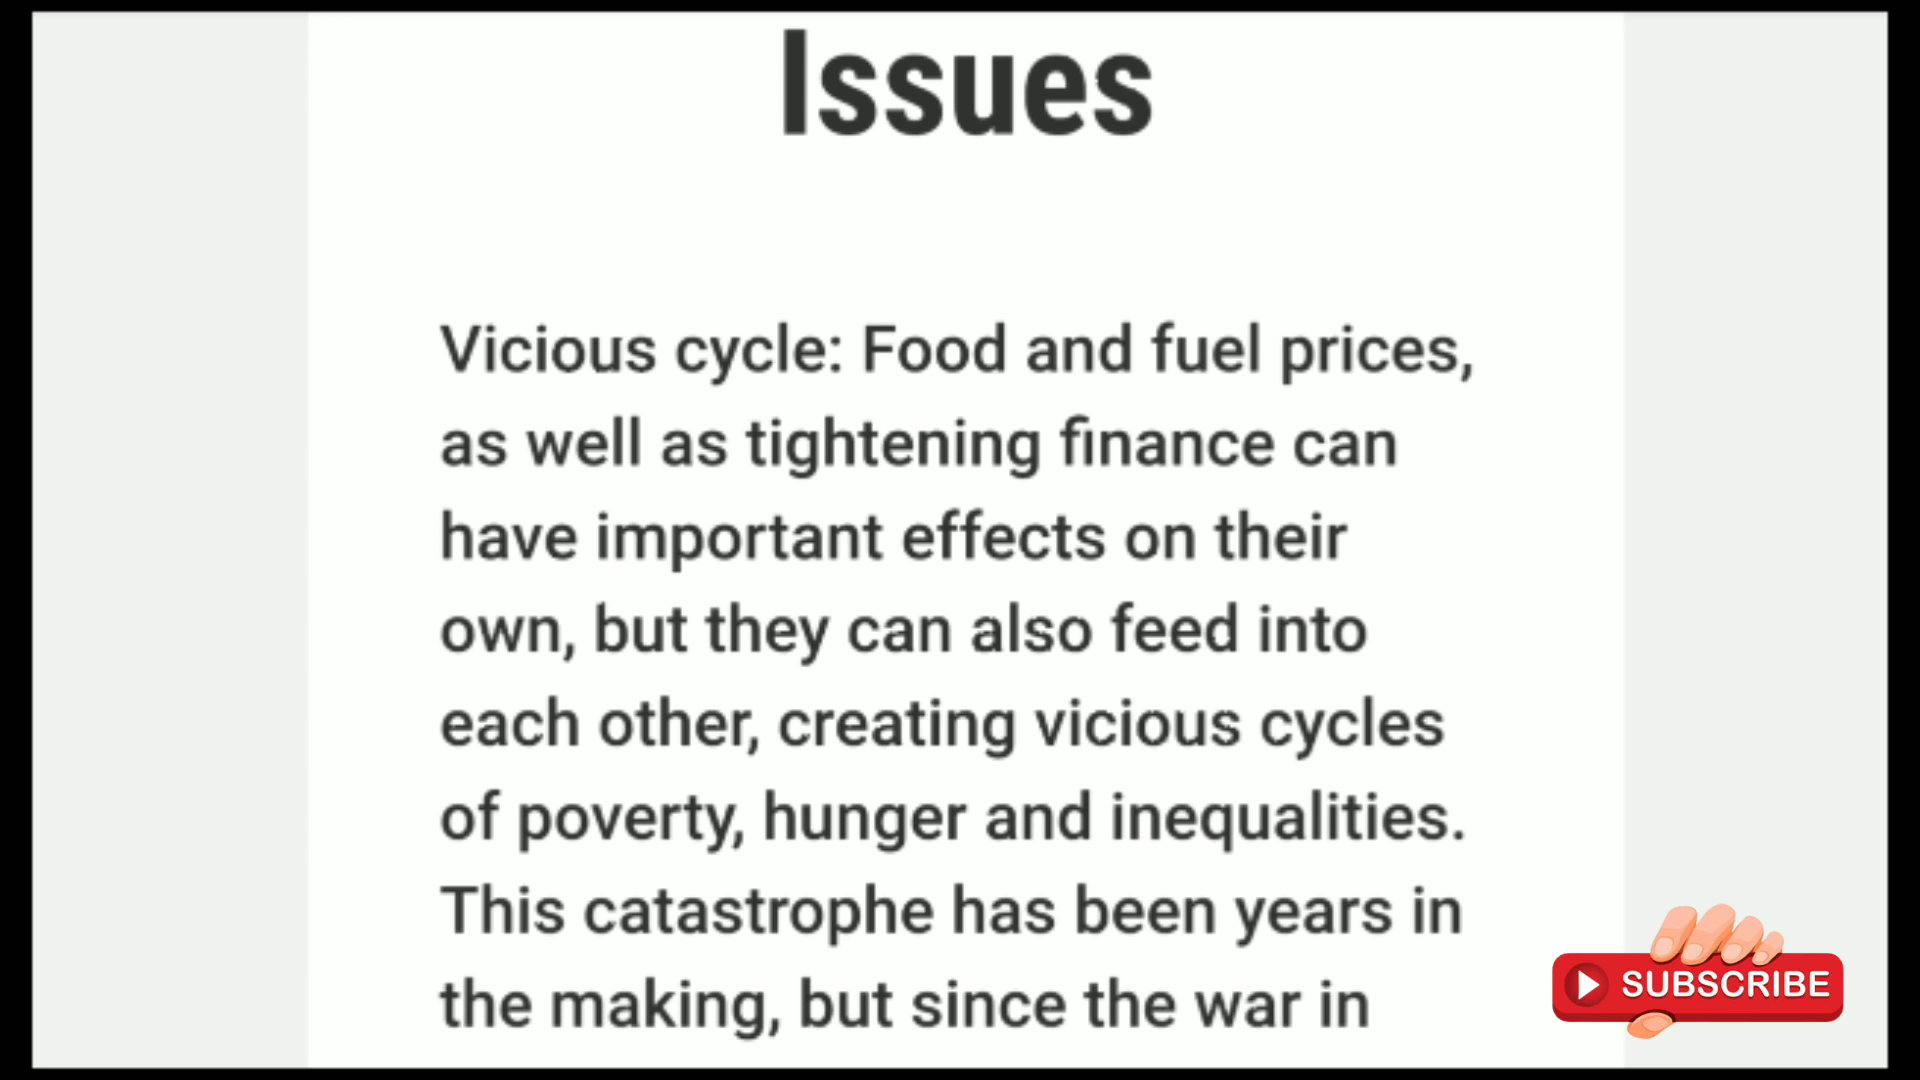 Issues
Vicious cycle: Food and fuel prices,
as well as tightening finance can
have important effects on their
own, but they can also feed into
each other, creating vicious cycles
of poverty, hunger and inequalities.
This catastrophe has been years in
the making, but since the war in
SUBSCRIBE